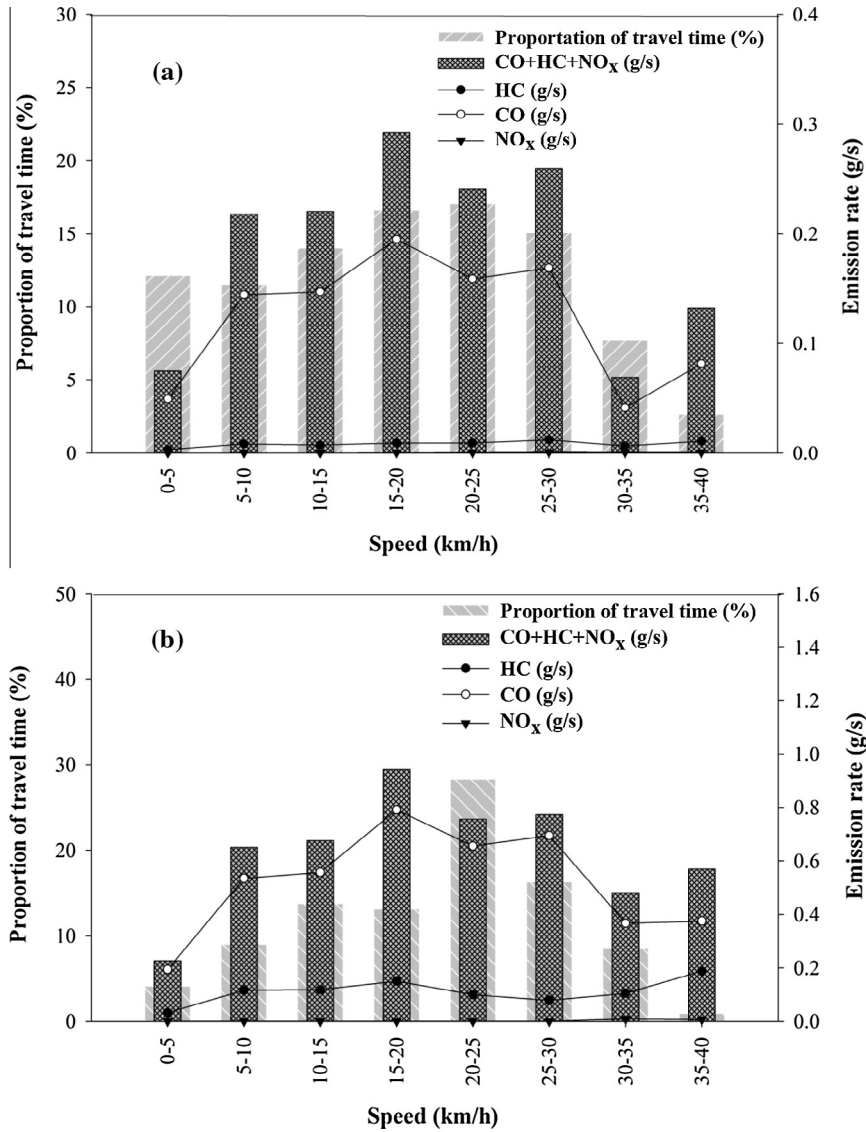 30
25
20
15
10
5
0
Proportion of travel time (%)
(a)
Proportation of travel time (%)
CO+HC+NOx (g/s)
HC (g/s)
CO (g/s)
NOx (g/s)
0.4
0.3
0.2
0.1
0.0
Emission rate (g/s)
0-5
5-10
10-15
15-20
20-25
25-30
30-35
35-40
Speed (km/h)
50
40
30
20
10
0
Proportion of travel time (%)
(b)
Proportion of travel time (%)
CO+HC+NOx (g/s)
HC (g/s)
CO (g/s)
NOx (g/s)
1.6
1.4
1.2
1.0
0.8
0.6
0.4
0.2
0.0
Emission rate (g/s)
0-5
5-10
10-15
15-20
20-25
25-30
30-35
35-40
Speed (km/h)